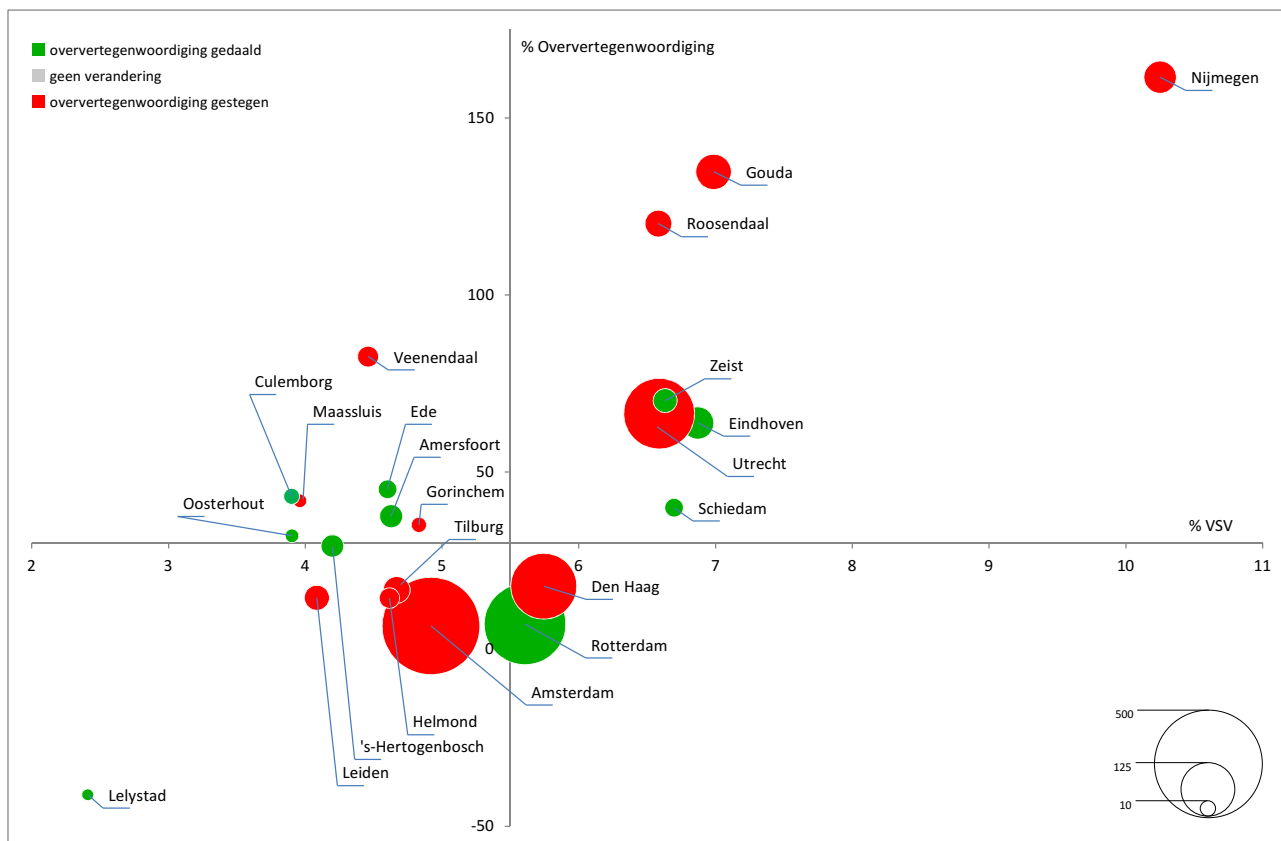 % Oververtegenwoordiging
oververtegenwoordiging gedaald
geen verandering
oververtegenwoordiging gestegen
Nijmegen
150
Gouda
Roosendaal
100
Veenendaal
Zeist
Culemborg
Maassluis
Ede
Eindhoven
Amersfoort
Utrecht
50
Gorinchem
Oosterhout
Schiedam
Tilburg
% VSV
2 3 4 5 6 7 8 9 10 11
Den Haag
Rotterdam
0
Amsterdam
500
Helmond
's-Hertogenbosch
125
Leiden
Lelystad
10
-50